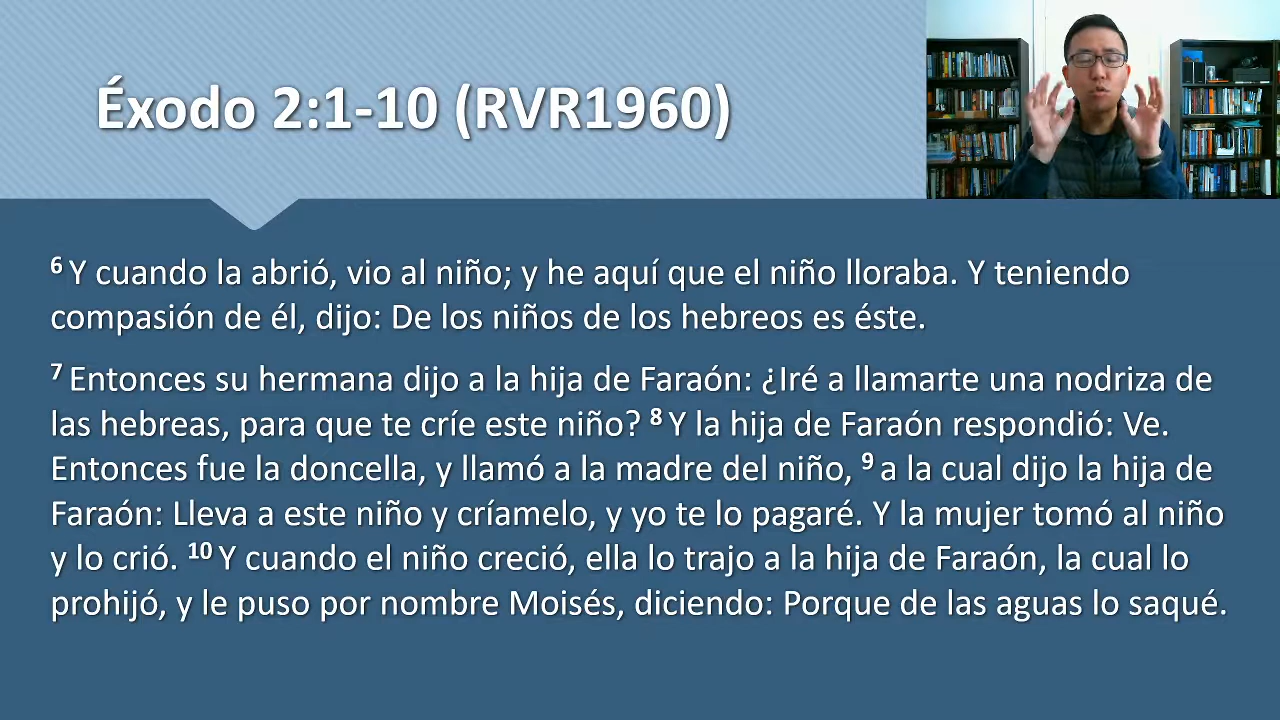 Éxodo 2:1-10 (RVR1960)
6 Y cuando la abrió, vio al niño; y he aquí que el niño lloraba. Y teniendo
compasión de él, dijo: De los niños de los hebreos es éste.
7 Entonces su hermana dijo a la hija de Faraón: ¿Iré a llamarte una nodriza de
las hebreas, para que te críe este niño? 8 Y la hija de Faraón respondió: Ve.
Entonces fue la doncella, y llamó a la madre del niño, 9 a la cual dijo la hija de
Faraón: Lleva a este niño y críamelo, y yo te lo pagaré. Y la mujer tomó al niño
y lo crió. 10 Y cuando el niño creció, ella lo trajo a la hija de Faraón, la cual lo
prohijó, y le puso por nombre Moisés, diciendo: Porque de las aguas lo saqué.